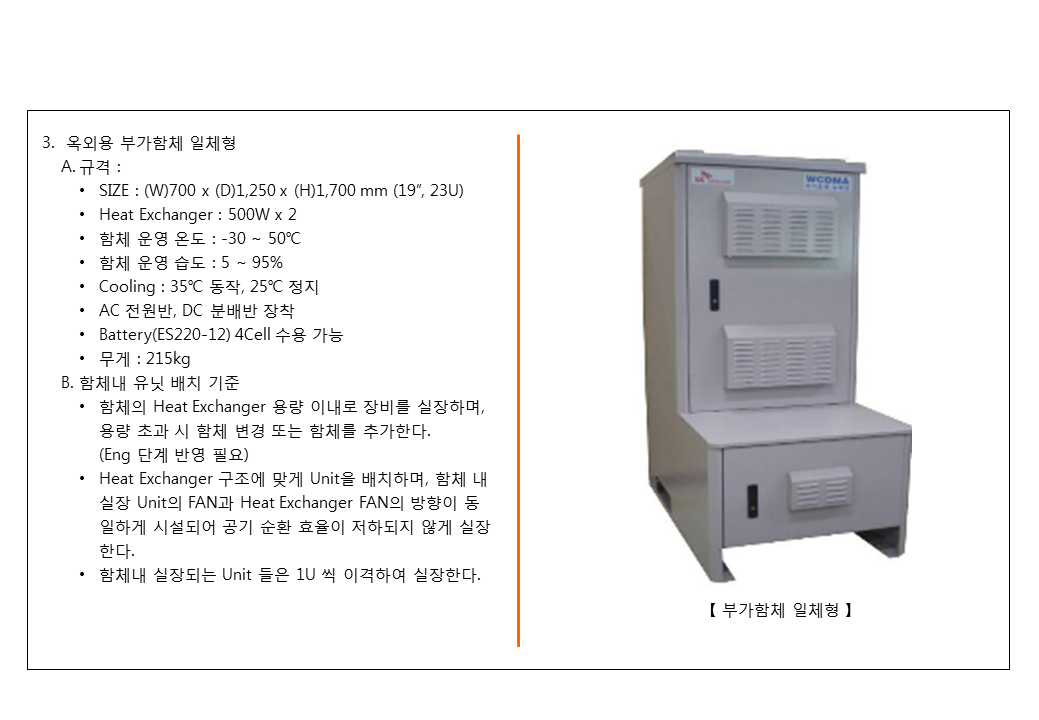 3. 옥외용 부가함체 일체형
A. 규격 :
• SIZE : (W)700 x (D)1,250 x (H)1,700 mm (19”, 23U)
• Heat Exchanger : 500W x 2
• 함체 운영 온도 : -30 ~ 50℃
• 함체 운영 습도 : 5 ~ 95%
• Cooling : 35℃ 동작, 25℃ 정지
• AC 전원반, DC 분배반 장착
• Battery(ES220-12) 4Cell 수용 가능
• 무게 : 215kg
B. 함체내 유닛 배치 기준
• 함체의 Heat Exchanger 용량 이내로 장비를 실장하며,
용량 초과 시 함체 변경 또는 함체를 추가한다.
(Eng 단계 반영 필요)
• Heat Exchanger 구조에 맞게 Unit을 배치하며, 함체 내
실장 Unit의 FAN과 Heat Exchanger FAN의 방향이 동
일하게 시설되어 공기 순환 효율이 저하되지 않게 실장
한다.
• 함체내 실장되는 Unit 들은 1U 씩 이격하여 실장한다.
SK
WCDMA
【 부가함체 일체형 】